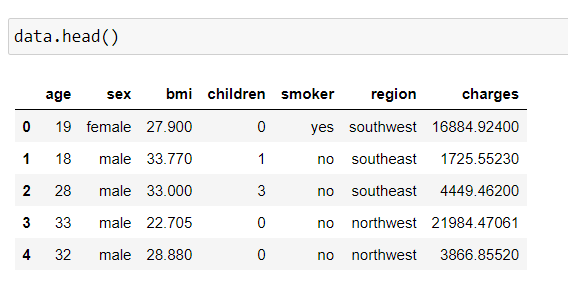 data.head()
age sex bmi children smoker region charges
0 19 female 27.900 0 yes southwest 16884.92400
1 18 male 33.770 1 no southeast 1725.55230
2 28 male 33.000 3 no southeast 4449.46200
3 33 male 22.705 0 no northwest 21984.47061
4 32 male 28.880 0 no northwest 3866.85520